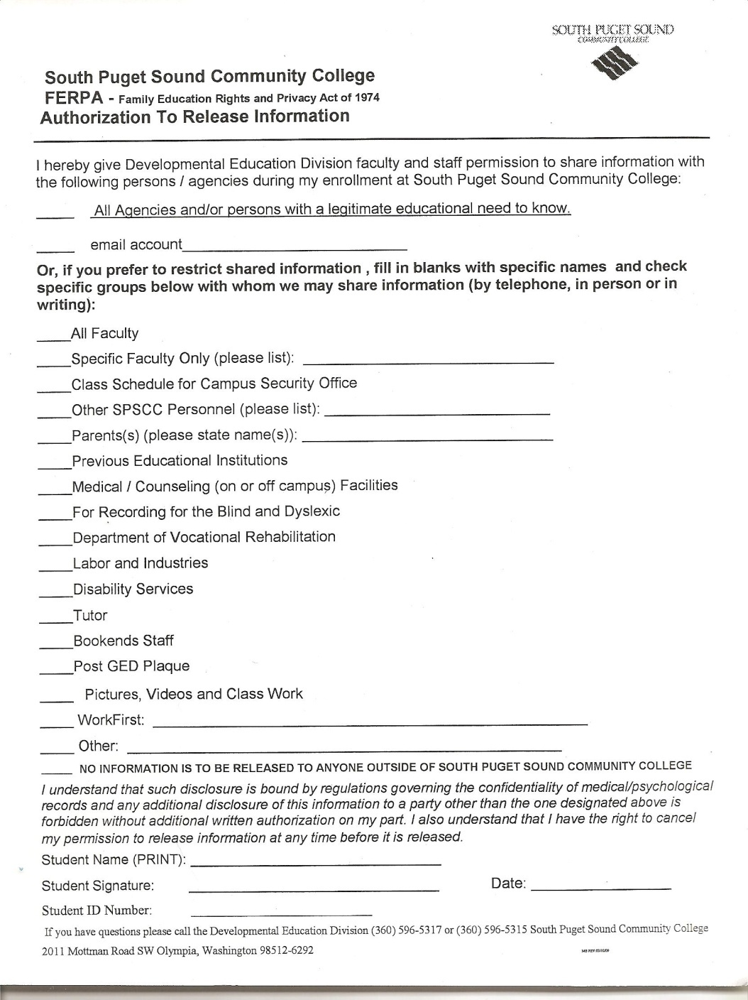 SOUTH PUGET SOUND
COMMUNITY COLLEGE
South Puget Sound Community College
FERPA - Family Education Rights and Privacy Act of 1974
Authorization To Release Information
I hereby give Developmental Education Division faculty and staff permission to share information with
the following persons / agencies during my enrollment at South Puget Sound Community College:
____ All Agencies and/or persons with a legitimate educational need to know.
____ email account__________________________
Or, if you prefer to restrict shared information , fill in blanks with specific names and check
specific groups below with whom we may share information (by telephone, in person or in
writing):
____All Faculty
____Specific Faculty Only (please list): _____________________________
____Class Schedule for Campus Security Office
____Other SPSCC Personnel (please list): __________________________
____Parents(s) (please state name(s)): _____________________________
____Previous Educational Institutions
____Medical / Counseling (on or off campus) Facilities
____For Recording for the Blind and Dyslexic
____Department of Vocational Rehabilitation
____Labor and Industries
____Disability Services
____Tutor
____Bookends Staff
____Post GED Plaque
____ Pictures, Videos and Class Work
____ WorkFirst: __________________________________________________
____ Other: __________________________________________________
____ NO INFORMATION IS TO BE RELEASED TO ANYONE OUTSIDE OF SOUTH PUGET SOUND COMMUNITY COLLEGE
I understand that such disclosure is bound by regulations governing the confidentiality of medical/psychological
records and any additional disclosure of this information to a party other than the one designated above is
forbidden without additional written authorization on my part. I also understand that I have the right to cancel
my permission to release information at any time before it is released.
Student Name (PRINT): _____________________________
Student Signature: _____________________________ Date: ________________
Student ID Number: _____________________
If you have questions please call the Developmental Education Division (360) 596-5317 or (360) 596-5315 South Puget Sound Community College
2011 Mottman Road SW Olympia, Washington 98512-6292